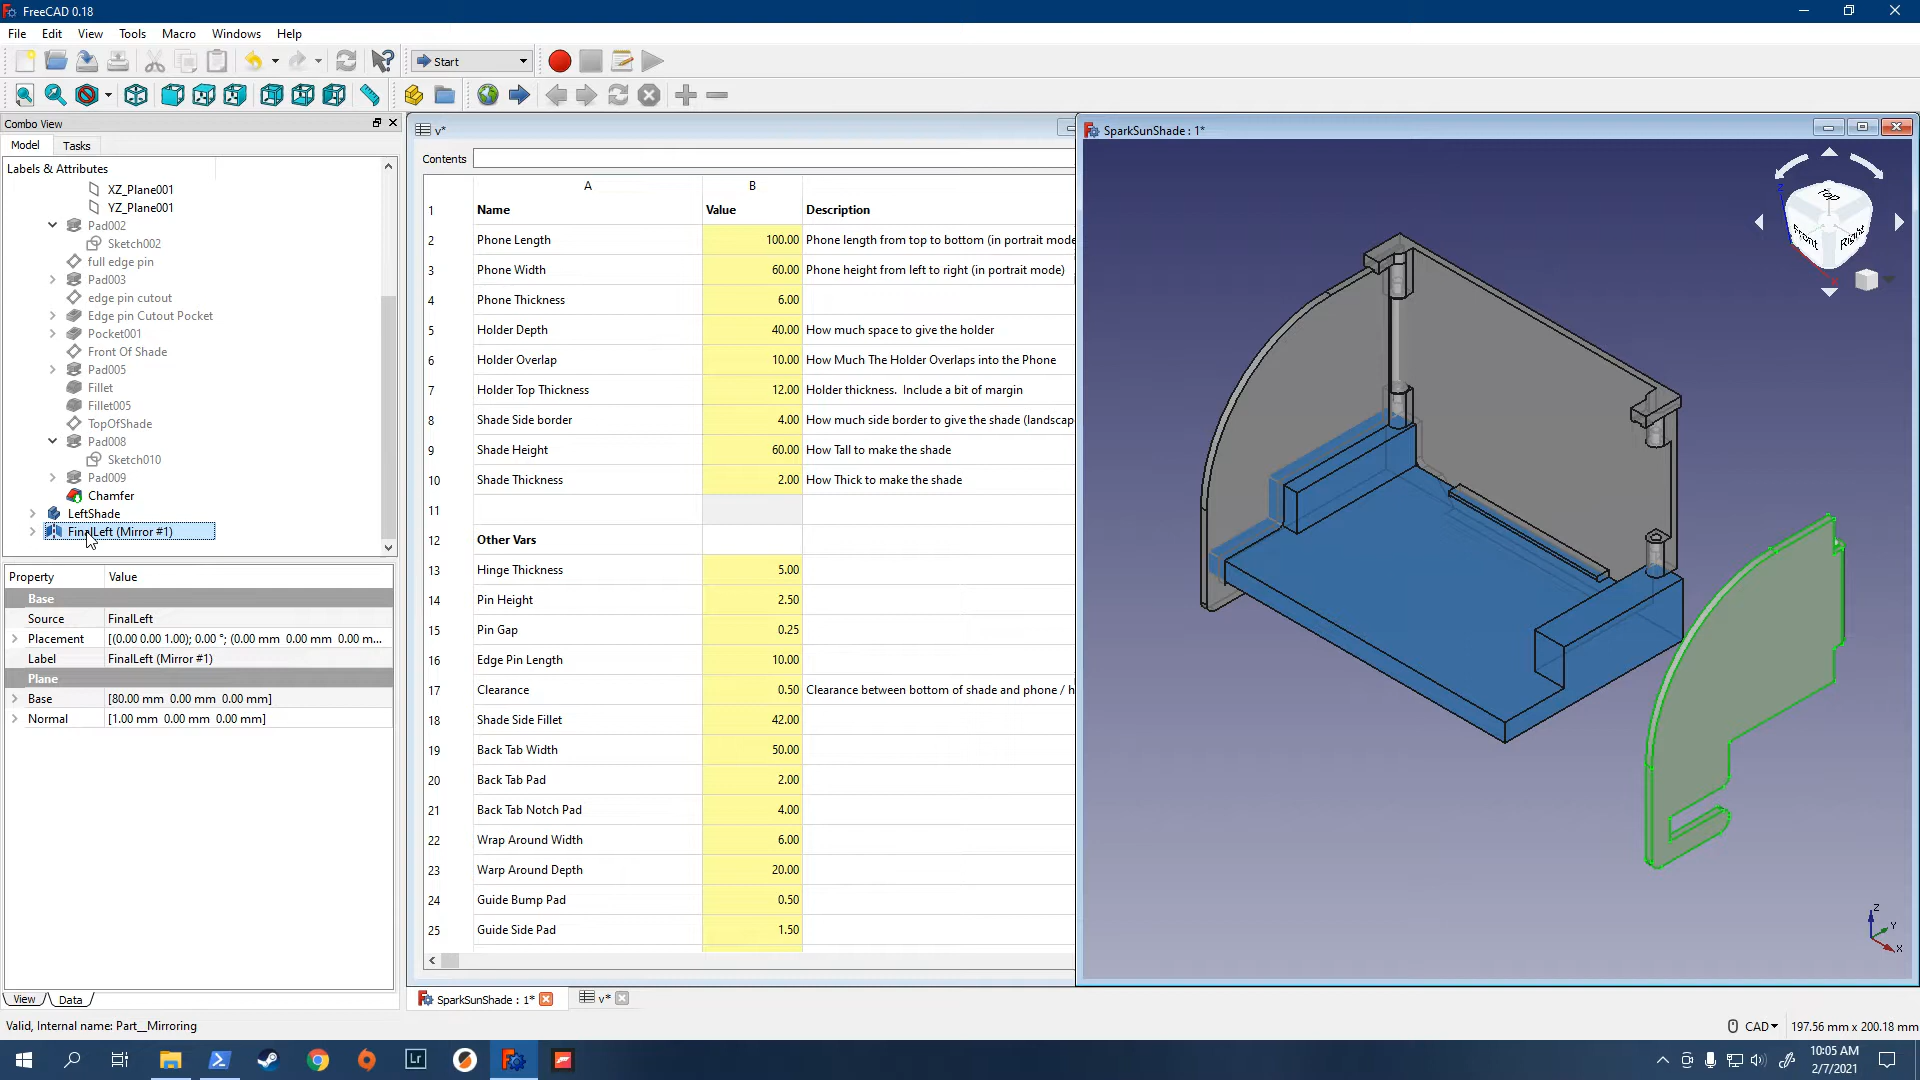 FreeCAD 0.18
File Edit View Tools Macro Windows Help
Start
Combo View
Model Tasks
Labels & Attributes
XZ_Plane001
YZ_Plane001
Pad002
Sketch002
full edge pin
Pad003
edge pin cutout
Edge pin Cutout Pocket
Pocket001
Front Of Shade
Pad005
Fillet
Fillet005
TopOfShade
Pad008
Sketch010
Pad009
Chamfer
LeftShade
FinalLeft (Mirror #1)
Property Value
Base
Source FinalLeft
Placement [(0.00 0.00 1.00); 0.00 °; (0.00 mm 0.00 mm 0.00 m...
Label FinalLeft (Mirror #1)
Plane
Base [80.00 mm 0.00 mm 0.00 mm]
Normal [1.00 mm 0.00 mm 0.00 mm]
View Data
v*
Contents
A B
1 Name Value Description
2 Phone Length 100.00 Phone length from top to bottom (in portrait mode
3 Phone Width 60.00 Phone height from left to right (in portrait mode)
4 Phone Thickness 6.00
5 Holder Depth 40.00 How much space to give the holder
6 Holder Overlap 10.00 How Much The Holder Overlaps into the Phone
7 Holder Top Thickness 12.00 Holder thickness. Include a bit of margin
8 Shade Side border 4.00 How much side border to give the shade (landscap
9 Shade Height 60.00 How Tall to make the shade
10 Shade Thickness 2.00 How Thick to make the shade
11
12 Other Vars
13 Hinge Thickness 5.00
14 Pin Height 2.50
15 Pin Gap 0.25
16 Edge Pin Length 10.00
17 Clearance 0.50 Clearance between bottom of shade and phone / h
18 Shade Side Fillet 42.00
19 Back Tab Width 50.00
20 Back Tab Pad 2.00
21 Back Tab Notch Pad 4.00
22 Wrap Around Width 6.00
23 Warp Around Depth 20.00
24 Guide Bump Pad 0.50
25 Guide Side Pad 1.50
SparkSunShade : 1*
Top
Front
Right
Z
X
Z
Y
X
SparkSunShade : 1* v*
Valid, Internal name: Part__Mirroring
CAD 197.56 mm x 200.18 mm
Lr
10:05 AM
2/7/2021